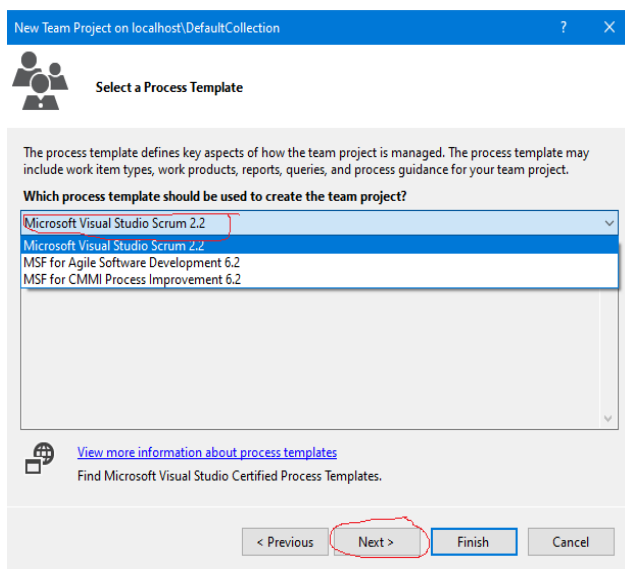 New Team Project on localhost\DefaultCollection ? ×
Select a Process Template
The process template defines key aspects of how the team project is managed. The process template may
include work item types, work products, reports, queries, and process guidance for your team project.
Which process template should be used to create the team project?
Microsoft Visual Studio Scrum 2.2
Microsoft Visual Studio Scrum 2.2
MSF for Agile Software Development 6.2
MSF for CMMI Process Improvement 6.2
View more information about process templates
Find Microsoft Visual Studio Certified Process Templates.
< Previous Next > Finish Cancel